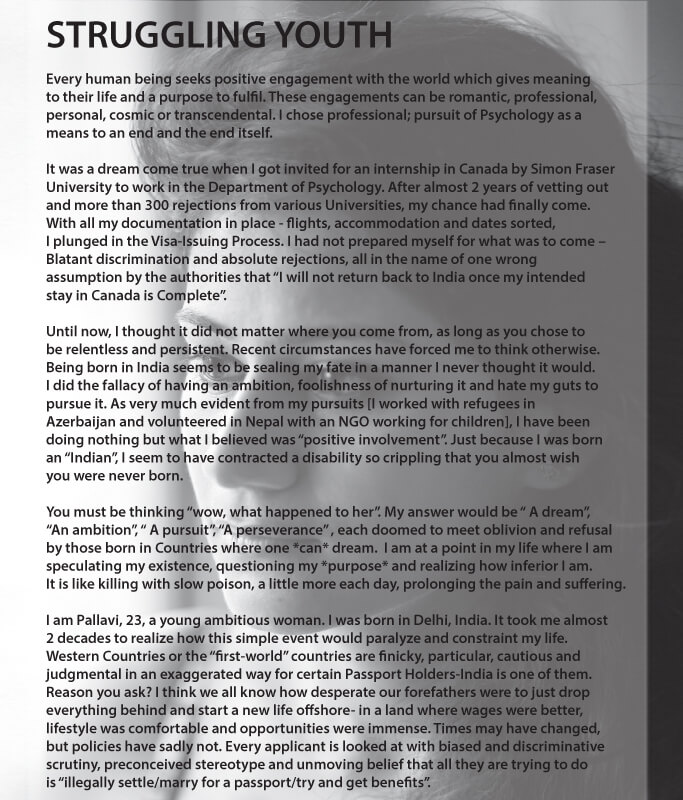 STRUGGLING YOUTH
Every human being seeks positive engagement with the world which gives meaning
to their life and a purpose to fulfil. These engagements can be romantic, professional,
personal, cosmic or transcendental. I chose professional; pursuit of Psychology as a
means to an end and the end itself.
It was a dream come true when I got invited for an internship in Canada by Simon Fraser
University to work in the Department of Psychology. After almost 2 years of vetting out
and more than 300 rejections from various Universities, my chance had finally come.
With all my documentation in place - flights, accommodation and dates sorted,
I plunged in the Visa-Issuing Process. I had not prepared myself for what was to come –
Blatant discrimination and absolute rejections, all in the name of one wrong
assumption by the authorities that “I will not return back to India once my intended
stay in Canada is Complete”.
Until now, I thought it did not matter where you come from, as long as you chose to
be relentless and persistent. Recent circumstances have forced me to think otherwise.
Being born in India seems to be sealing my fate in a manner I never thought it would.
I did the fallacy of having an ambition, foolishness of nurturing it and hate my guts to
pursue it. As very much evident from my pursuits [I worked with refugees in
Azerbaijan and volunteered in Nepal with an NGO working for children], I have been
doing nothing but what I believed was “positive involvement”. Just because I was born
an “Indian”, I seem to have contracted a disability so crippling that you almost wish
you were never born.
You must be thinking “wow, what happened to her”. My answer would be “ A dream”,
“An ambition”, “ A pursuit”, “A perseverance” , each doomed to meet oblivion and refusal
by those born in Countries where one *can* dream.  I am at a point in my life where I am
speculating my existence, questioning my *purpose* and realizing how inferior I am.
It is like killing with slow poison, a little more each day, prolonging the pain and suffering.
I am Pallavi, 23, a young ambitious woman. I was born in Delhi, India. It took me almost
2 decades to realize how this simple event would paralyze and constraint my life.
Western Countries or the “first-world” countries are finicky, particular, cautious and
judgmental in an exaggerated way for certain Passport Holders-India is one of them.
Reason you ask? I think we all know how desperate our forefathers were to just drop
everything behind and start a new life offshore- in a land where wages were better,
lifestyle was comfortable and opportunities were immense. Times may have changed,
but policies have sadly not. Every applicant is looked at with biased and discriminative
scrutiny, preconceived stereotype and unmoving belief that all they are trying to do
is “illegally settle/marry for a passport/try and get benefits”.